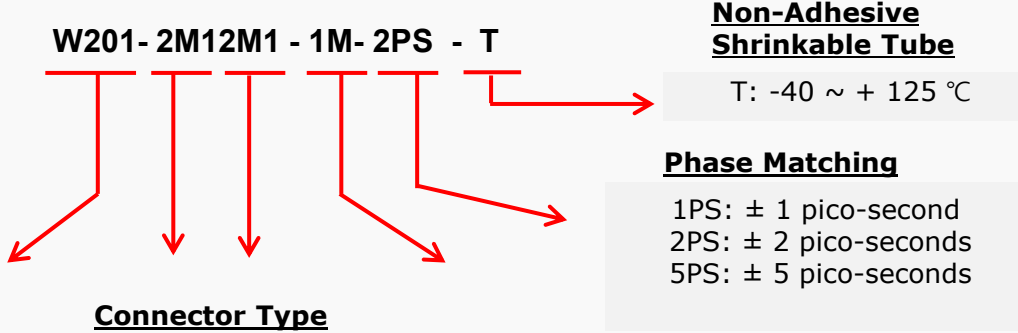 W201- 2M12M1 - 1M- 2PS - T
Non-Adhesive
Shrinkable Tube
T: -40 ~ + 125 ℃
Phase Matching
1PS: ± 1 pico-second
2PS: ± 2 pico-seconds
5PS: ± 5 pico-seconds
Connector Type